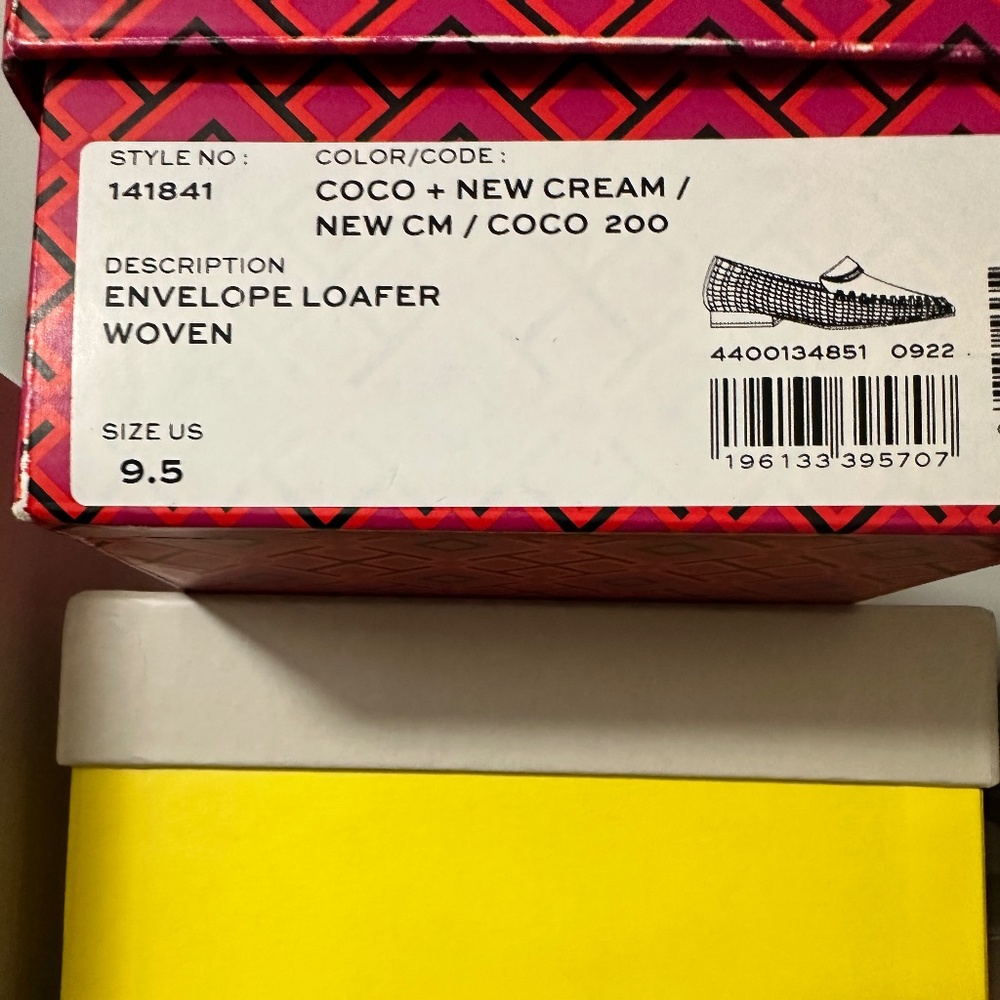 STYLE NO :
141841
COLOR/CODE :
COCO + NEW CREAM /
NEW CM / COCO 200
DESCRIPTION
ENVELOPE LOAFER
WOVEN
SIZE US
9.5
4400134851 0922
196133 395707